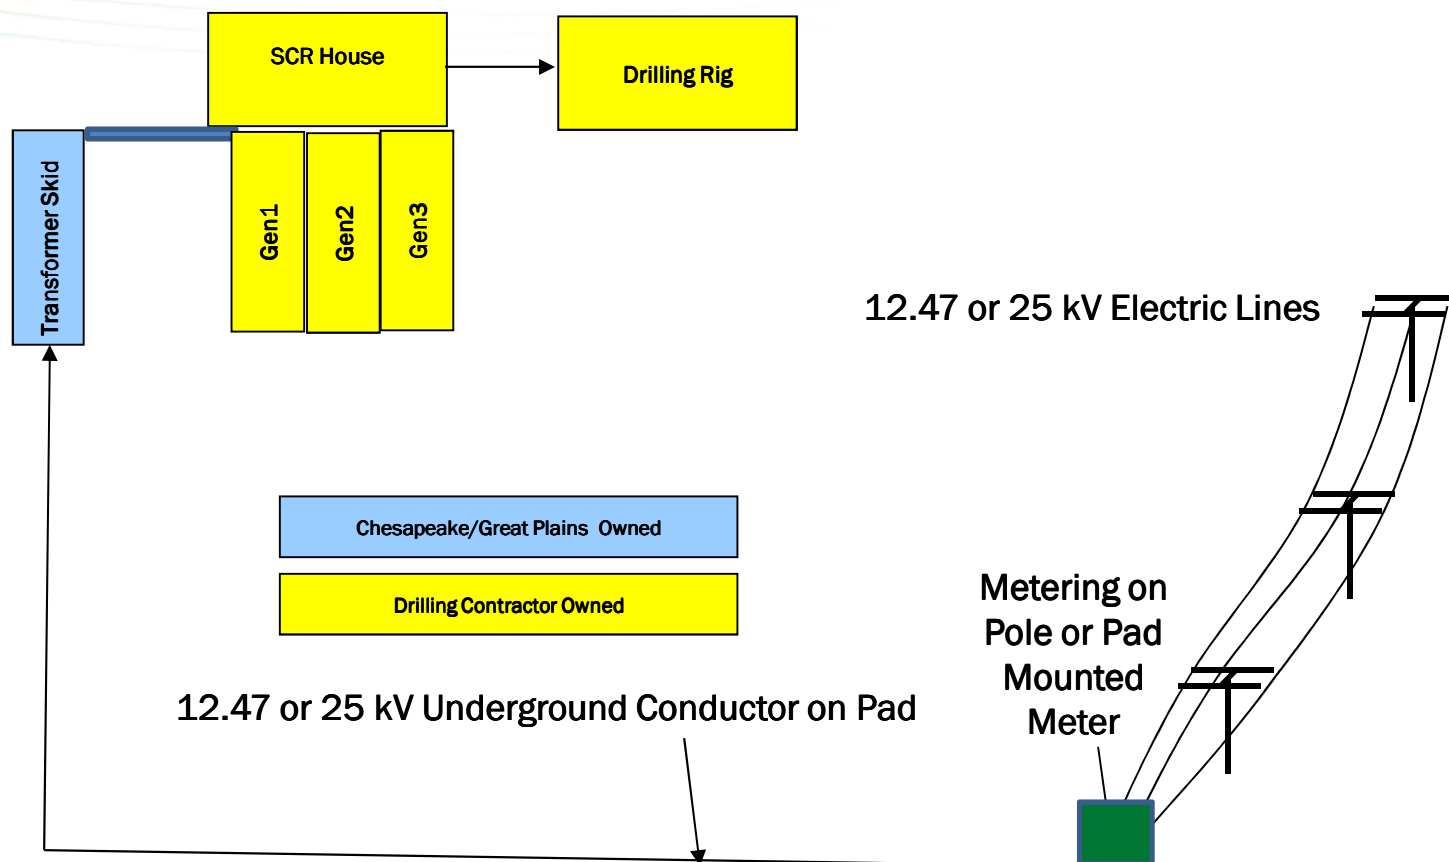 SCR House
Drilling Rig
Transformer Skid
Gen1
Gen2
Gen3
12.47 or 25 kV Electric Lines
Chesapeake/Great Plains Owned
Drilling Contractor Owned
Metering on
Pole or Pad
Mounted
Meter
12.47 or 25 kV Underground Conductor on Pad